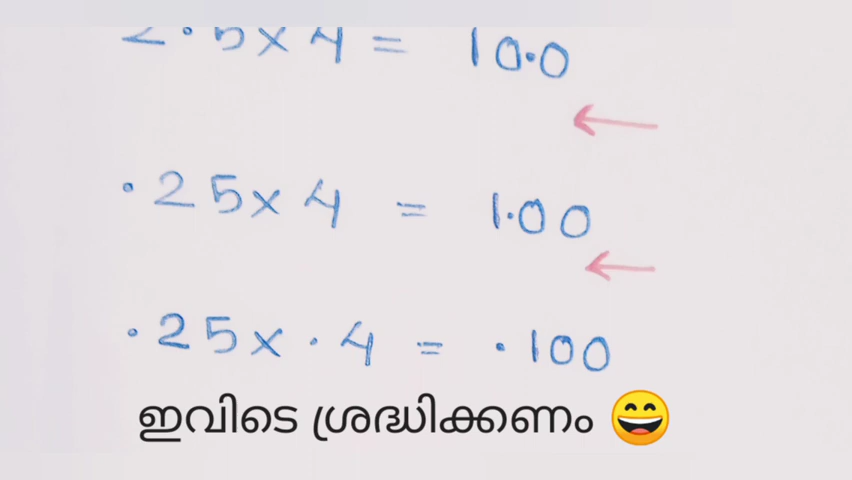 2.5x4 = 10.0
.25x4 = 1.00
.25x.4 = .100
ഇവിടെ ശ്രദ്ധിക്കണം 😄